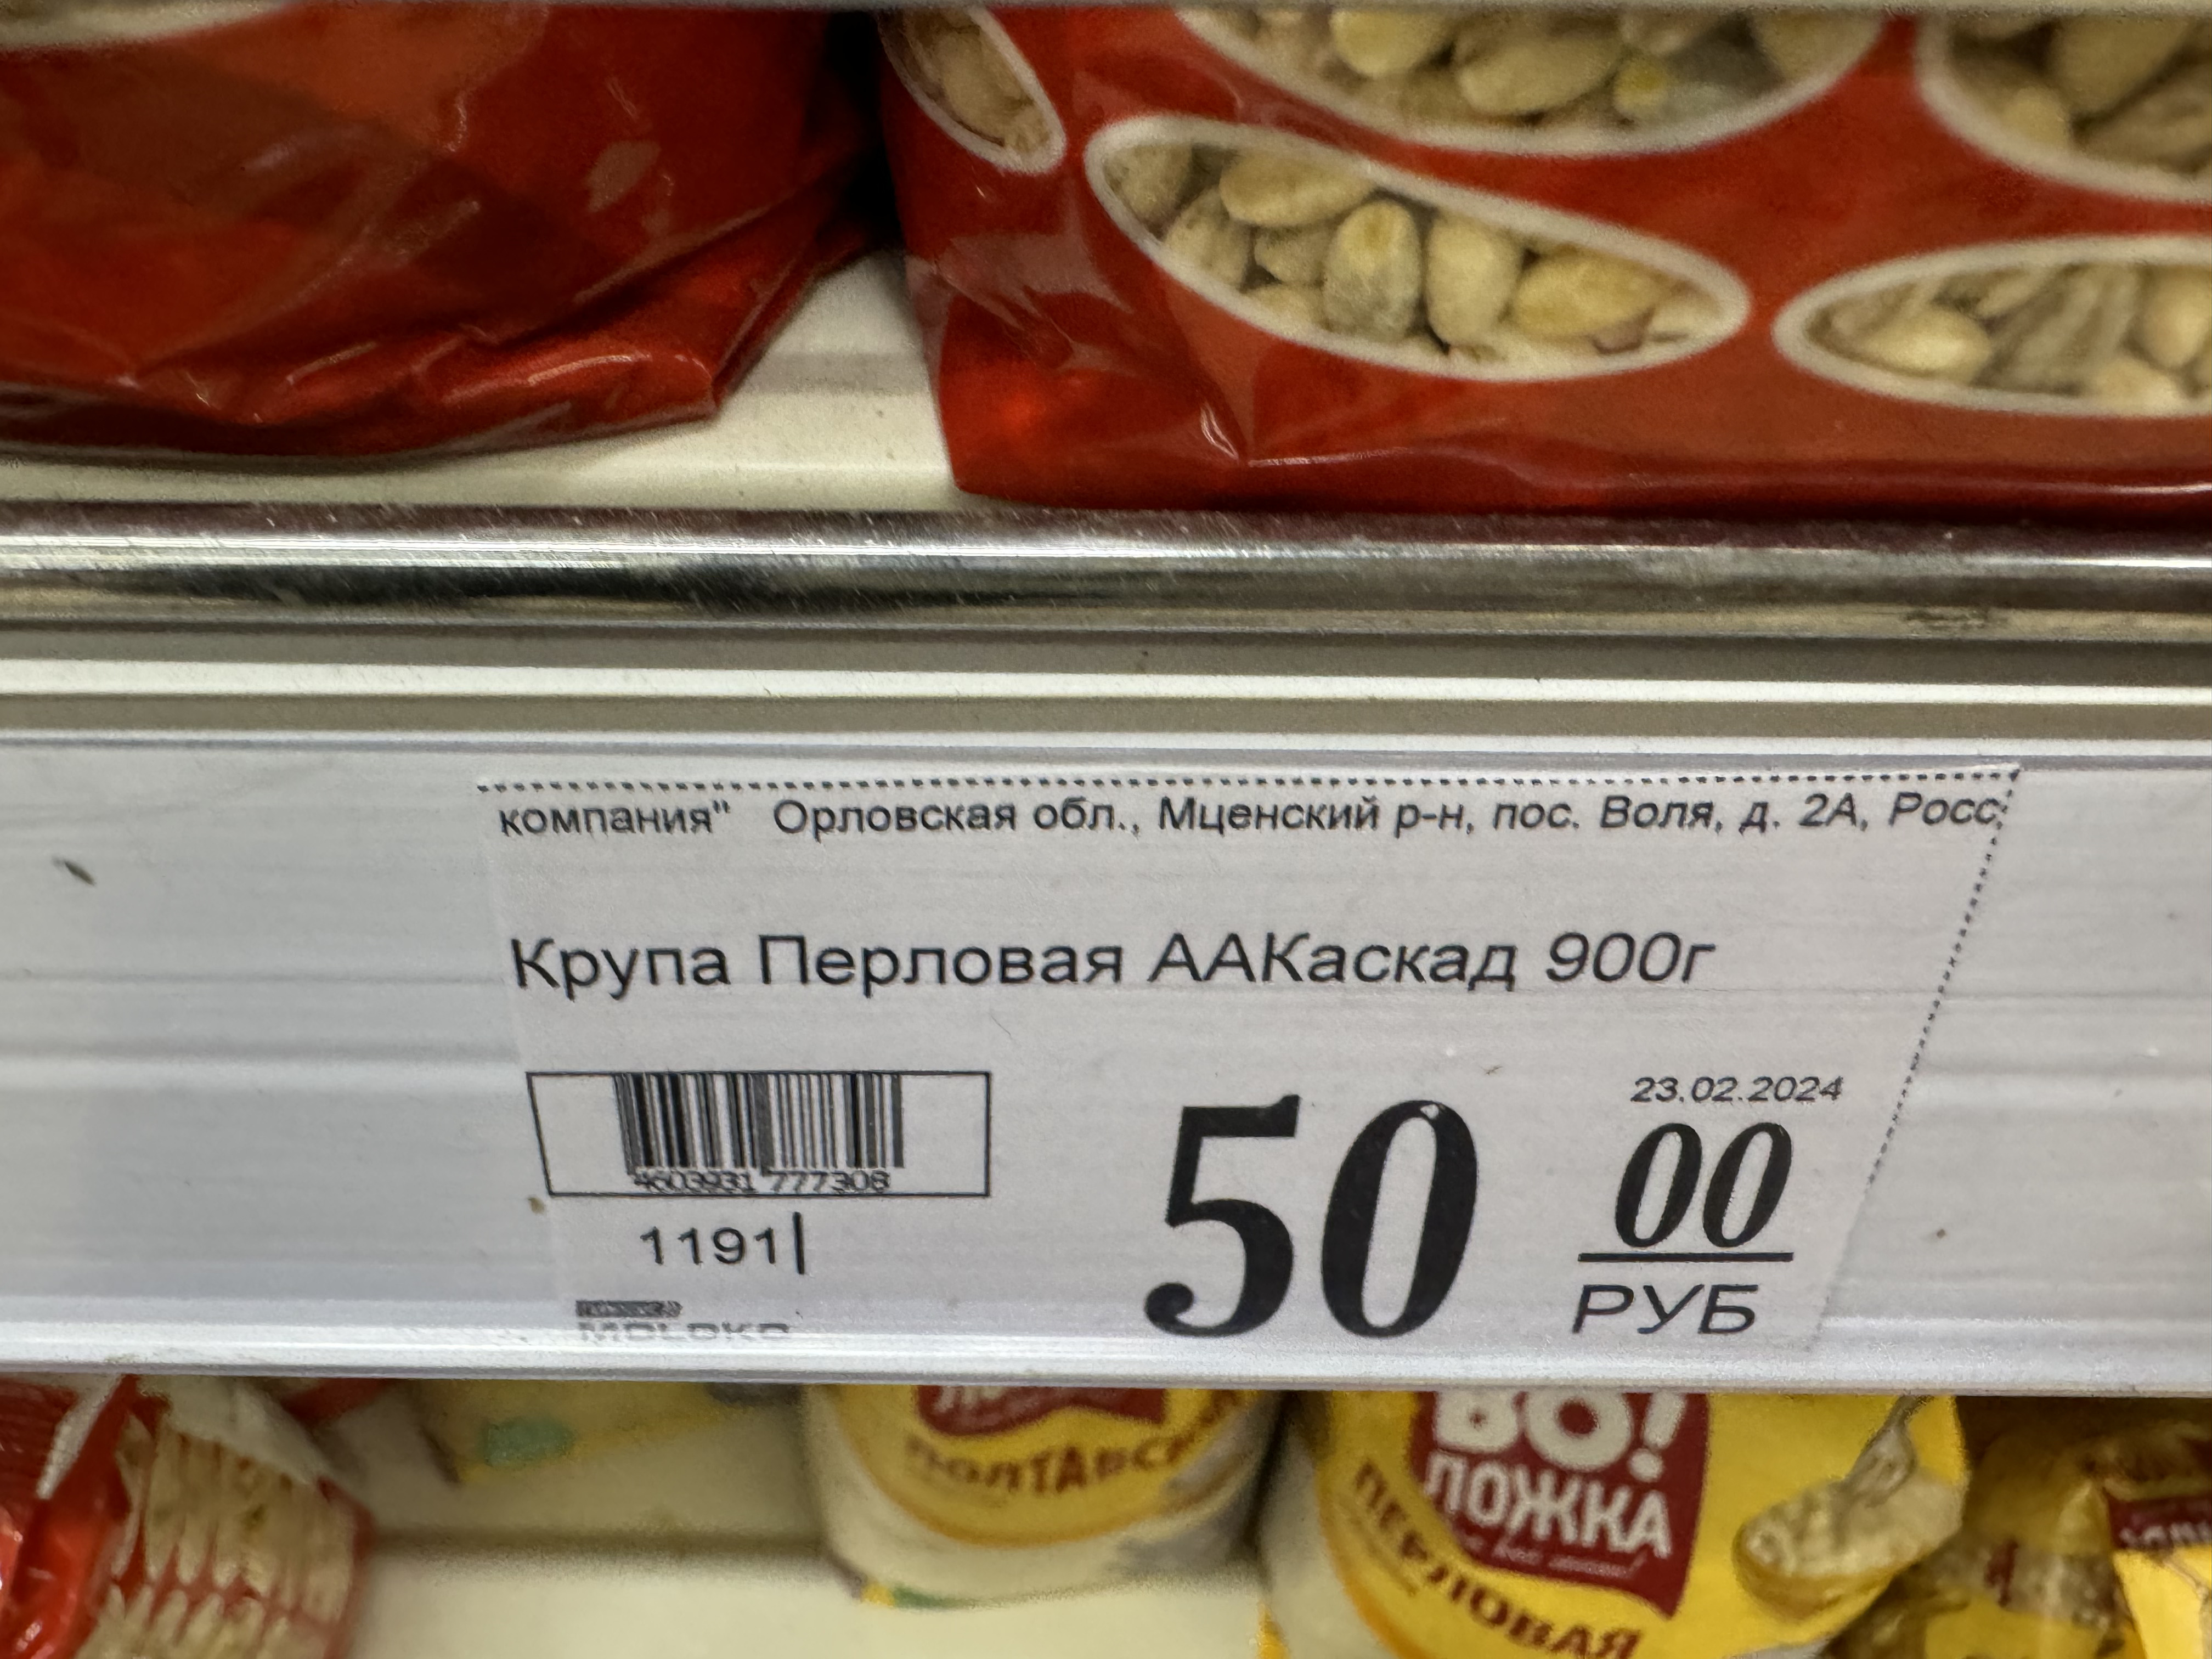 компания" Орловская обл., Мценский р-н, пос. Воля, д. 2А, Росс
Крупа Перловая ААКаскад 900г
23.02.2024
50 00
РУБ
4603931 777308
1191
ПОЛТАВСК
ВО!
ЛОЖКА
ПЕРЛОВАЯ